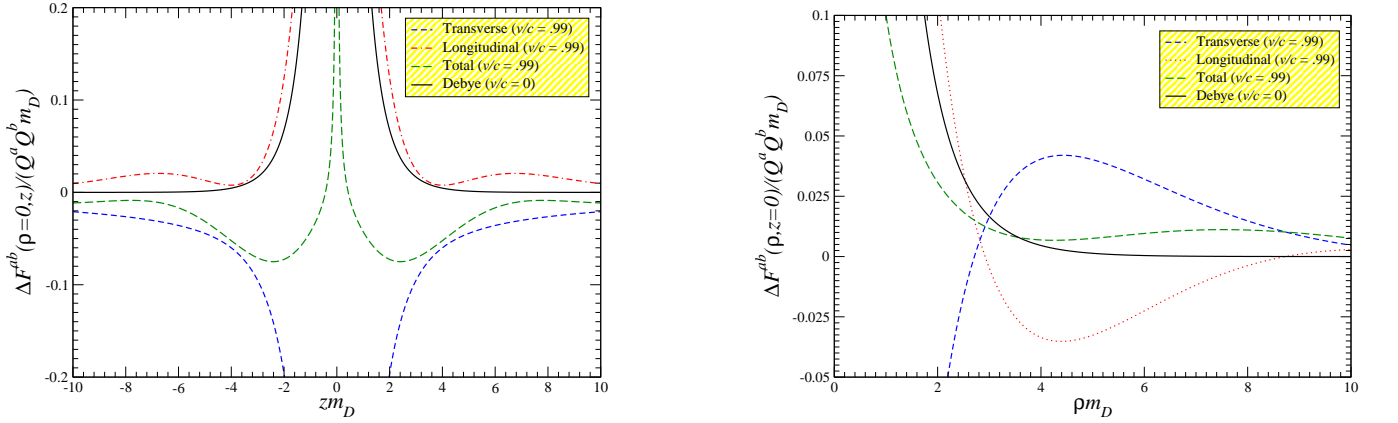 0.2
0.1
0
-0.1
-0.2
ΔF^{ab}(ρ=0,z)/(Q^a Q^b m_D)
Transverse (v/c = .99)
Longitudinal (v/c = .99)
Total (v/c = .99)
Debye (v/c = 0)
-10 -8 -6 -4 -2 0 2 4 6 8 10
zm_D
0.1
0.075
0.05
0.025
0
-0.025
-0.05
ΔF^{ab}(ρ,z=0)/(Q^a Q^b m_D)
Transverse (v/c =.99)
Longitudinal (v/c =.99)
Total (v/c=.99)
Debye (v/c = 0)
0 2 4 6 8 10
ρm_D